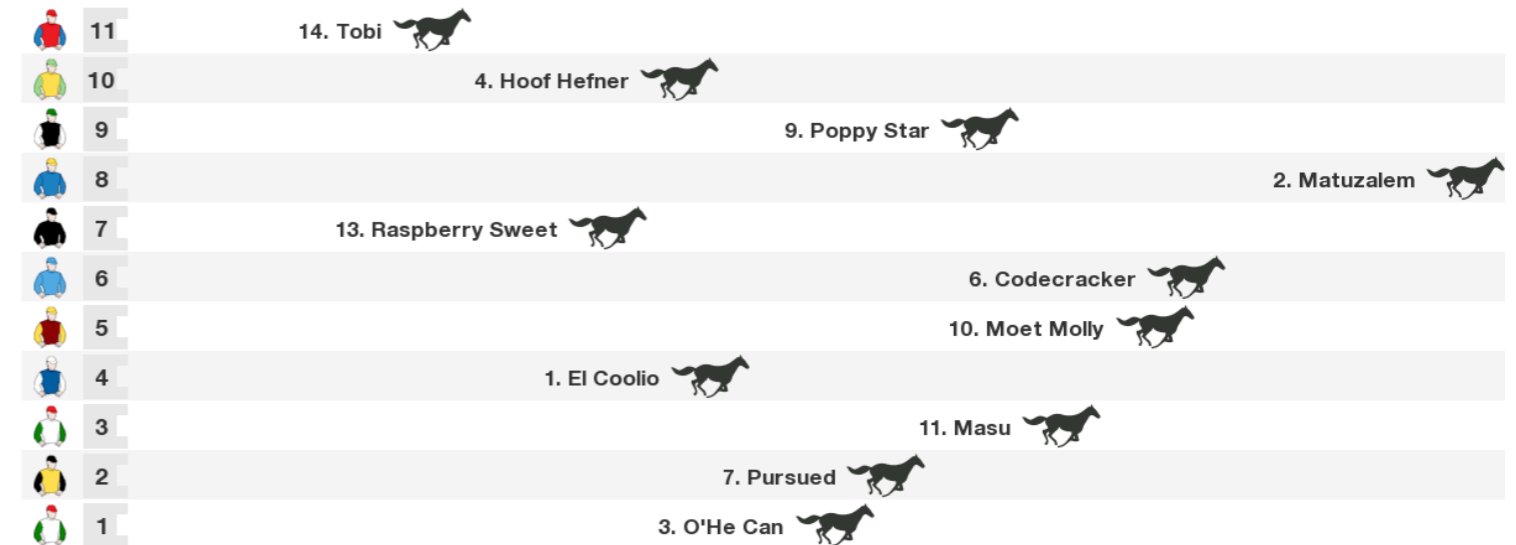 11 14. Tobi
10 4. Hoof Hefner
9 9. Poppy Star
8 2. Matuzalem
7 13. Raspberry Sweet
6 6. Codecracker
5 10. Moet Molly
4 1. El Coolio
3 11. Masu
2 7. Pursued
1 3. O'He Can